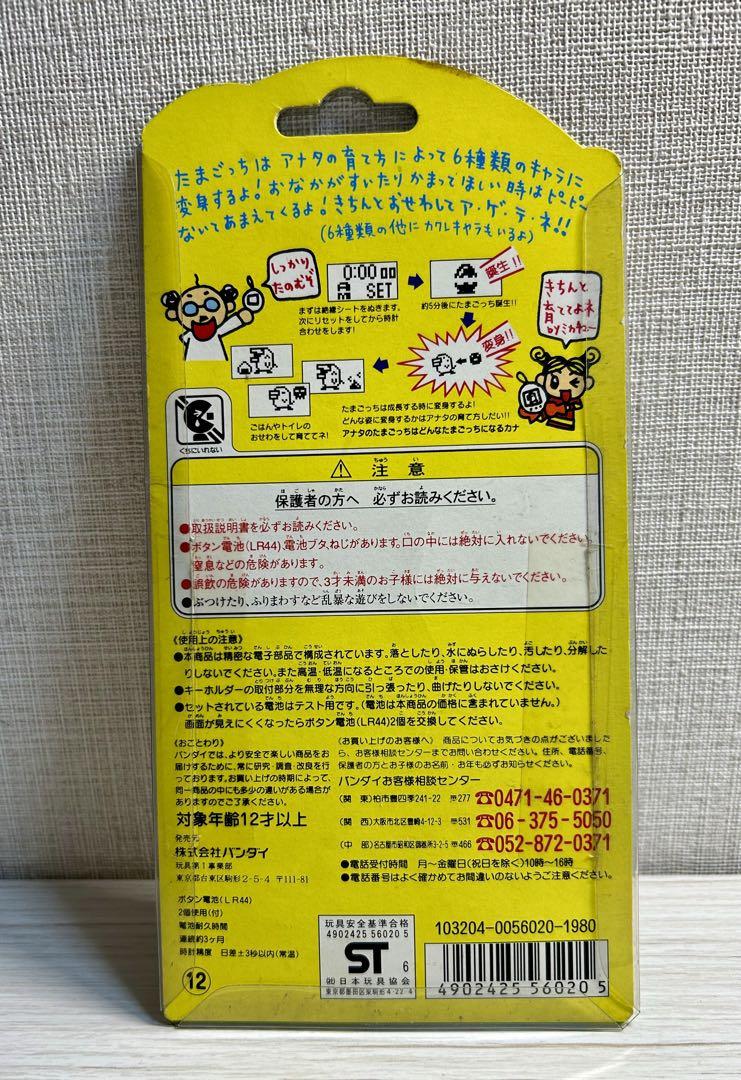 たまごっちは アナタの育て方によって6種類のキャラに
変身するよ！おなかがすいたりかまってほしい時はピーピー
ないてあまえてくるよ！きちんとおせわしてア・ゲ・テ・ネ!!
(6種類の他にカクレキャラもいるよ)
しっかり
たのむぞ
0:00 00
SET
まずは絶縁シートをぬきます。
次にリセットをしてから時計
合わせをします！
誕生!!
約5分後にたまごっち誕生!!
きちんと
育ててよネ
by ミカチュー
変身!!
たまごっちは成長する時に変身するよ！
どんな姿に変身するかはアナタの育て方しだい!!
アナタのたまごっちはどんなたまごっちになるカナ
ごはんやトイレの
おせわをして育ててネ！
くちにいれない
⚠ 注意
保護者の方へ 必ずお読みください。
●取扱説明書を必ずお読みください。
●ボタン電池(LR44)、電池ブタ、ねじがあります。口の中には絶対に入れないでください。
窒息などの危険があります。
●誤飲の危険がありますので、3才未満のお子様には絶対に与えないでください。
●ぶつけたり、ふりまわすなど乱暴な遊びをしないでください。
《使用上の注意》
●本商品は精密な電子部品で構成されています。落としたり、水にぬらしたり、汚したり、分解した
りしないでください。また高温・低温になるところでの使用・保管はおさけください。
●キーホルダーの取付部分を無理な方向に引っ張ったり、曲げたりしないでください。
●セットされている電池はテスト用です。(電池は本商品の価格に含まれていません。)
画面が見えにくくなったらボタン電池(LR44)2個を交換してください。
《おことわり》
バンダイでは、より安全で楽しい商品をお
届けするために、常に研究・調査・改良を行
っております。お買い上げの時期によって、
同一商品の中にも多少の違いがある場合が
ありますのでご了承ください。
対象年齢12才以上
発売元
株式会社バンダイ
玩具第1事業部
東京都台東区駒形2-5-4 〒111-81
《お買い上げのお客様へ》 商品についてお気づきの点がございました
ら、お客様相談センターまでお問い合わせください。住所、電話番号、
保護者の方とお子様のお名前・お年も必ずお知らせください。
バンダイお客様相談センター
(関 東)柏市豊四季241-22 〒277 ☎0471-46-0371
(関 西)大阪市北区豊崎4-12-3 〒531 ☎06-375-5050
(中 部)名古屋市昭和区御器所3-2-5 〒466 ☎052-872-0371
●電話受付時間 月〜金曜日(祝日を除く)10時〜16時
●電話番号はよく確かめてお間違いのないようご注意ください。
ボタン電池(LR44)
2個使用(付)
電池耐久時間
連続約3ヶ月
時計精度 日差±3秒以内(常温)
⑫
玩具安全基準合格
4902425 56020 5
ST 6
㈳日本玩具協会
東京都墨田区東駒形4-22-4
103204-0056020-1980
4902425 56020 5